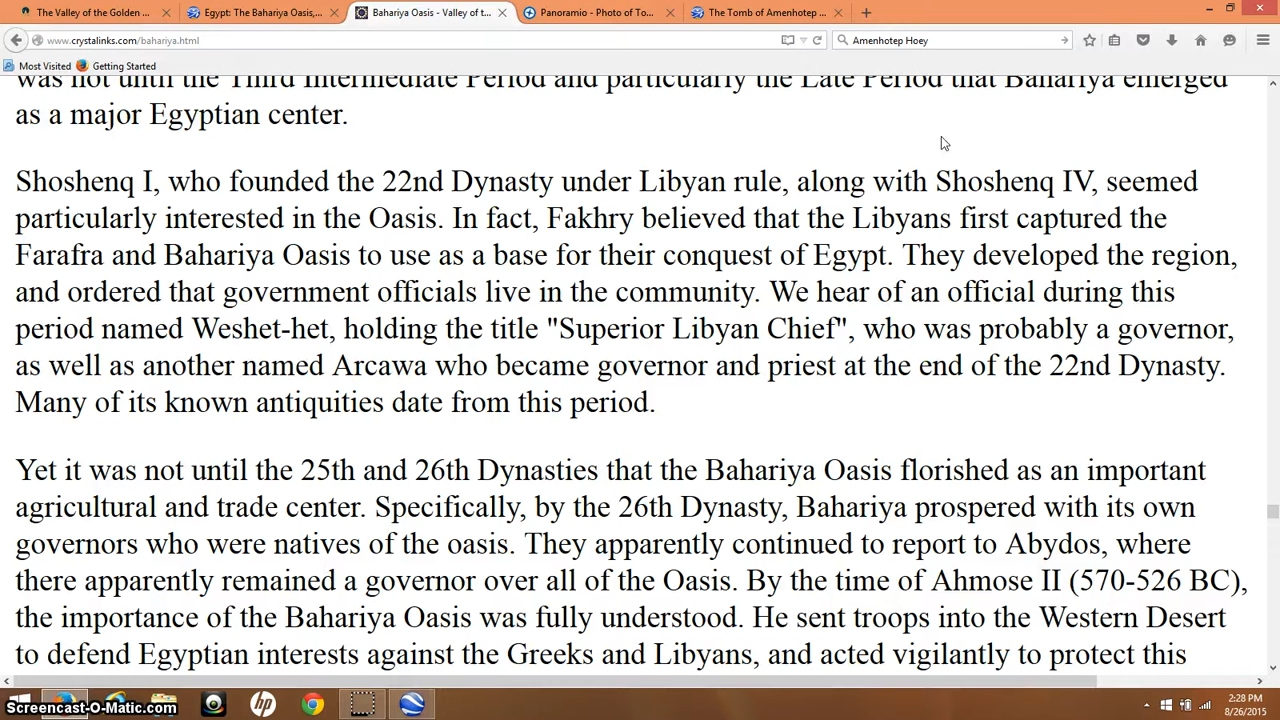 The Valley of the Golden ...
Egypt: The Bahariya Oasis,...
Bahariya Oasis - Valley of t...
Panoramio - Photo of To...
The Tomb of Amenhotep ...
www.crystalinks.com/bahariya.html
Amenhotep Hoey
Most Visited
Getting Started
was not until the Third Intermediate Period and particularly the Late Period that Bahariya emerged
as a major Egyptian center.
Shoshenq I, who founded the 22nd Dynasty under Libyan rule, along with Shoshenq IV, seemed
particularly interested in the Oasis. In fact, Fakhry believed that the Libyans first captured the
Farafra and Bahariya Oasis to use as a base for their conquest of Egypt. They developed the region,
and ordered that government officials live in the community. We hear of an official during this
period named Weshet-het, holding the title "Superior Libyan Chief", who was probably a governor,
as well as another named Arcawa who became governor and priest at the end of the 22nd Dynasty.
Many of its known antiquities date from this period.
Yet it was not until the 25th and 26th Dynasties that the Bahariya Oasis florished as an important
agricultural and trade center. Specifically, by the 26th Dynasty, Bahariya prospered with its own
governors who were natives of the oasis. They apparently continued to report to Abydos, where
there apparently remained a governor over all of the Oasis. By the time of Ahmose II (570-526 BC),
the importance of the Bahariya Oasis was fully understood. He sent troops into the Western Desert
to defend Egyptian interests against the Greeks and Libyans, and acted vigilantly to protect this
hp
2:28 PM
8/26/2015
Screencast-O-Matic.com